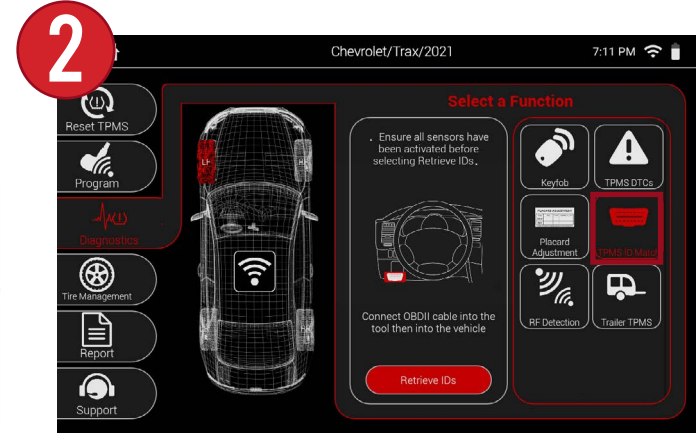 2
Chevrolet/Trax/2021
7:11 PM
Reset TPMS
Program
Diagnostics
Tire Management
Report
Support
LF
Select a Function
. Ensure all sensors have
been activated before
selecting Retrieve IDs.
Connect OBDII cable into the
tool then into the vehicle
Retrieve IDs
Keyfob
TPMS DTCs
Placard
Adjustment
TPMS ID Match
RF Detection
Trailer TPMS